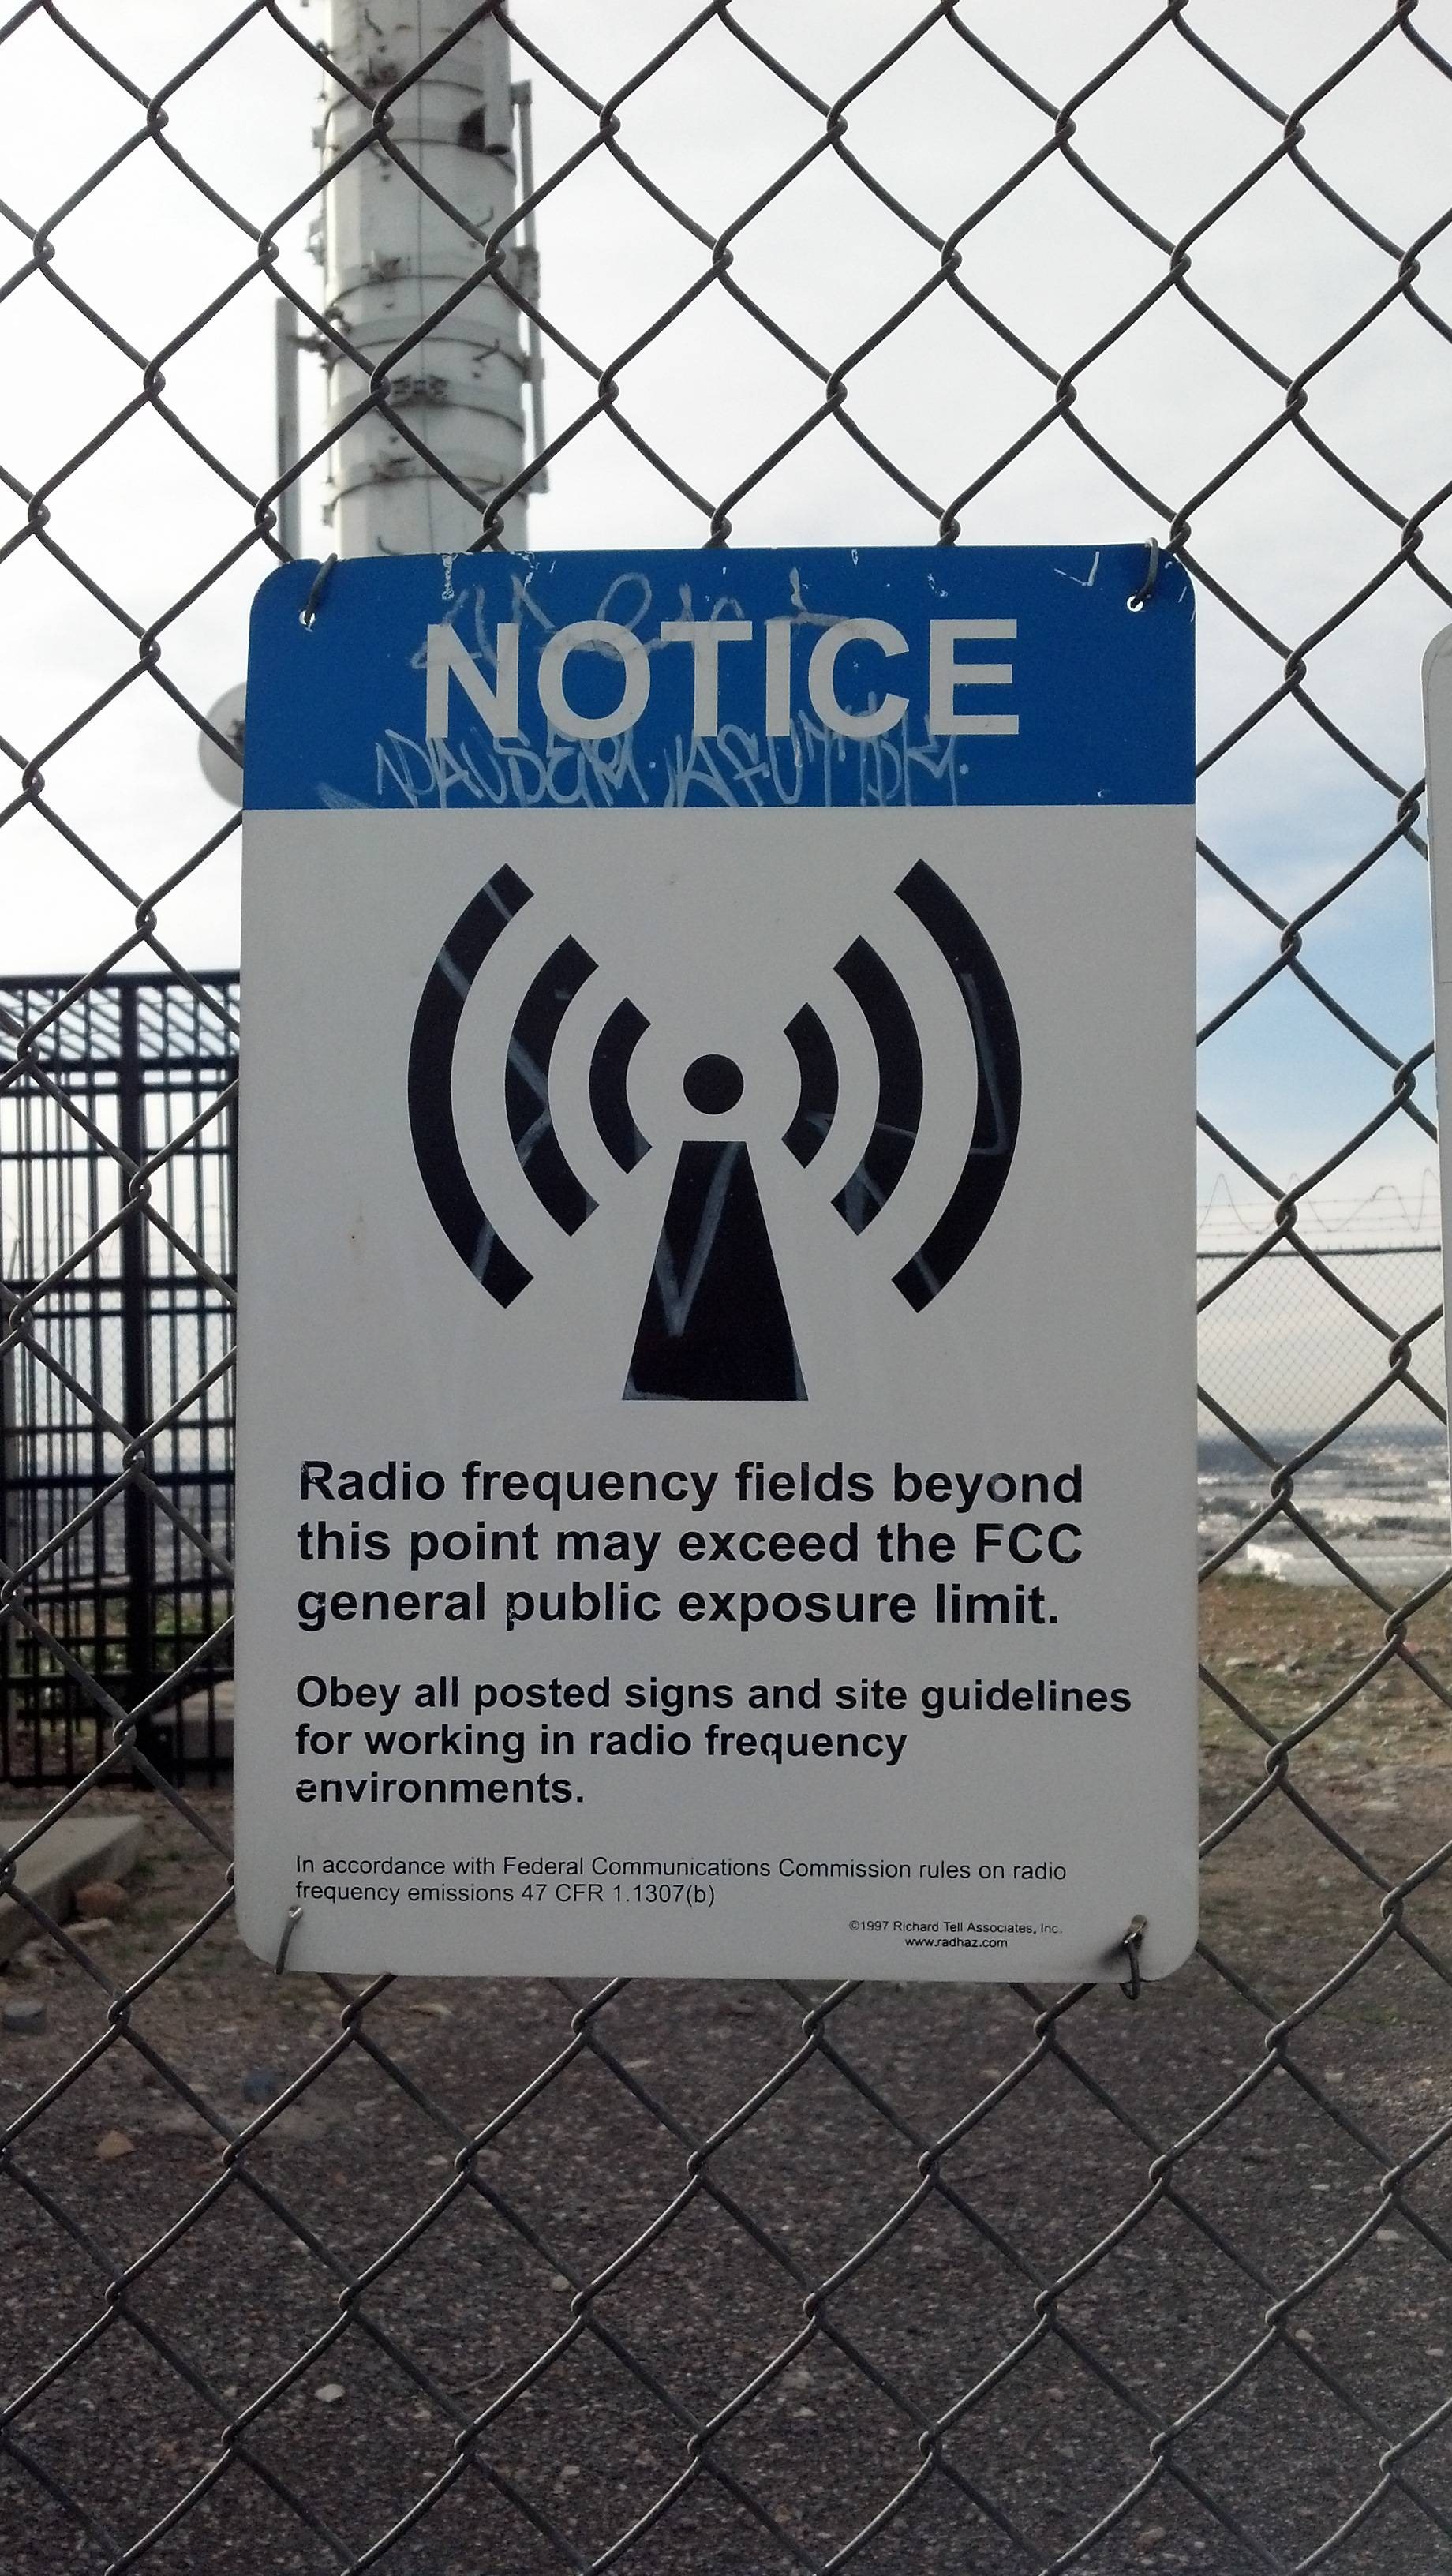 NOTICE
Radio frequency fields beyond
this point may exceed the FCC
general public exposure limit.
Obey all posted signs and site guidelines
for working in radio frequency
environments.
In accordance with Federal Communications Commission rules on radio
frequency emissions 47 CFR 1.1307(b)
©1997 Richard Tell Associates, Inc.
www.radhaz.com